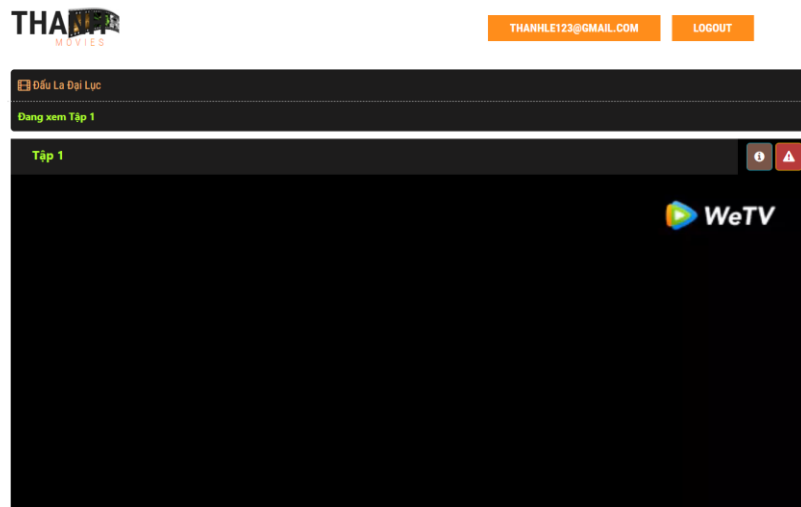 THANH
MOVIES
THANHLE123@GMAIL.COM
LOGOUT
Đấu La Đại Lục
Đang xem Tập 1
Tập 1
WeTV